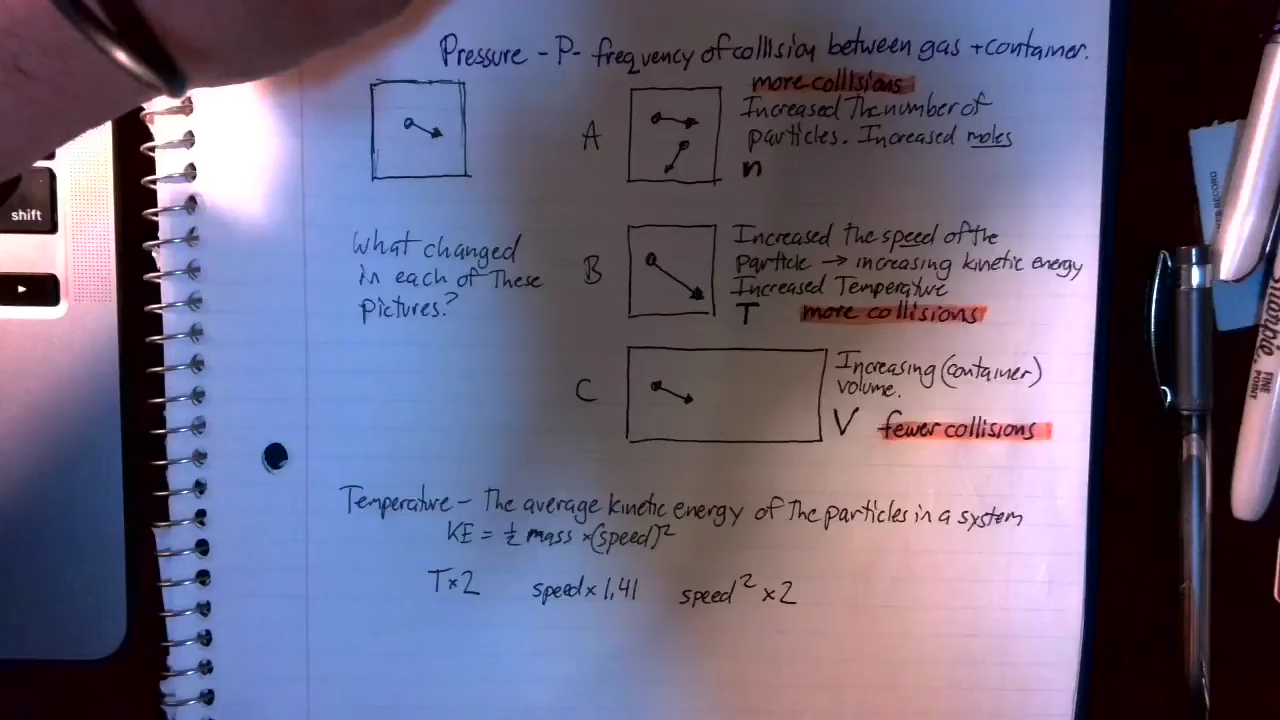 Pressure - P- frequency of collision between gas + container.
more collisions
A
Increased the number of
particles. Increased moles
n
What changed
in each of these
pictures?
B
Increased the speed of the
particle → increasing kinetic energy
Increased Temperature
T more collisions
C
Increasing (container)
volume.
V fewer collisions
Temperature - The average kinetic energy of the particles in a system
KE = ½ mass × (speed)²
T×2 speed × 1.41 speed² × 2
shift
RECORD
Sharpie.
FINE
POINT